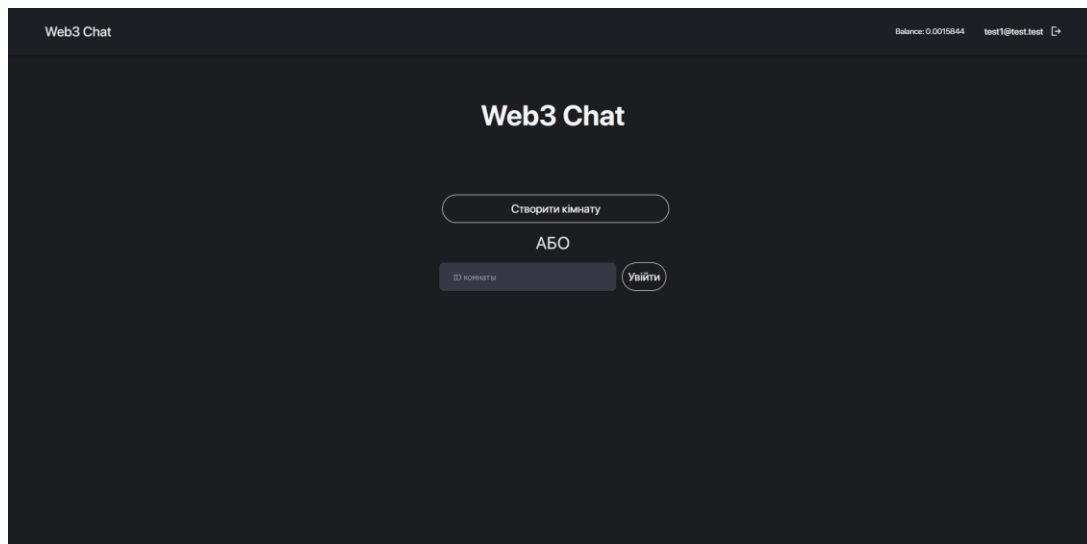 Web3 Chat
Balance: 0.0015844 test1@test.test
Web3 Chat
Створити кімнату
АБО
ID комнаты
Увійти